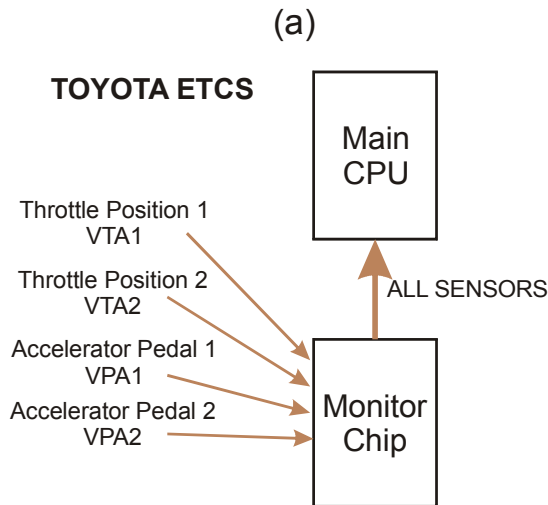 (a)
TOYOTA ETCS
Main
CPU
Throttle Position 1
VTA1
Throttle Position 2
VTA2
ALL SENSORS
Accelerator Pedal 1
VPA1
Accelerator Pedal 2
VPA2
Monitor
Chip